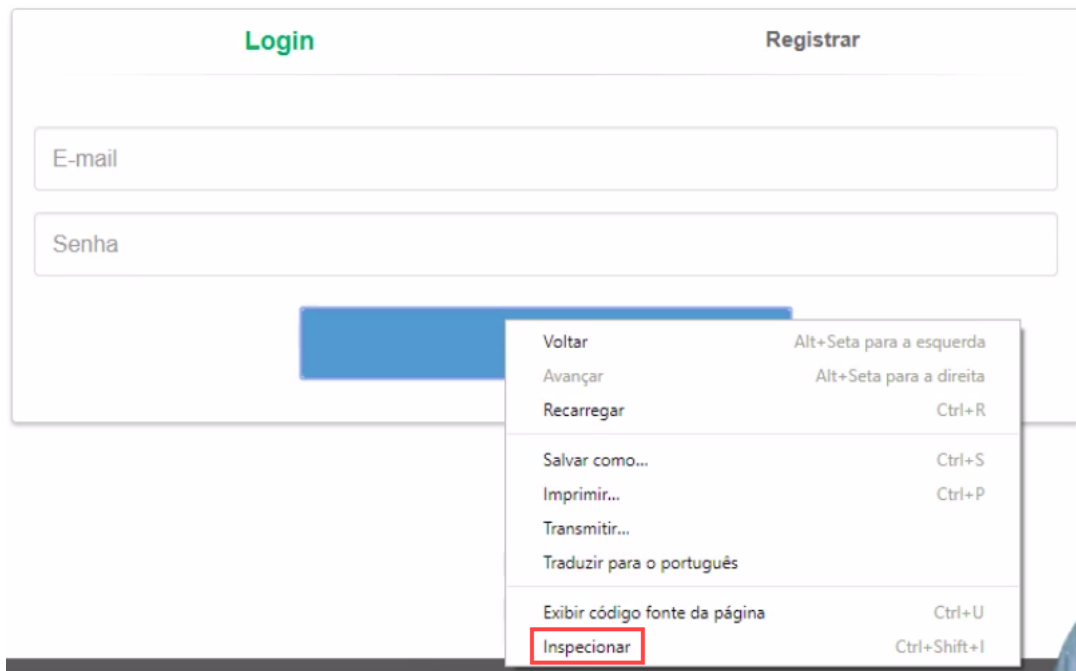 Login Registrar
E-mail
Senha
Voltar Alt+Seta para a esquerda
Avançar Alt+Seta para a direita
Recarregar Ctrl+R
Salvar como... Ctrl+S
Imprimir... Ctrl+P
Transmitir...
Traduzir para o português
Exibir código fonte da página Ctrl+U
Inspecionar Ctrl+Shift+I